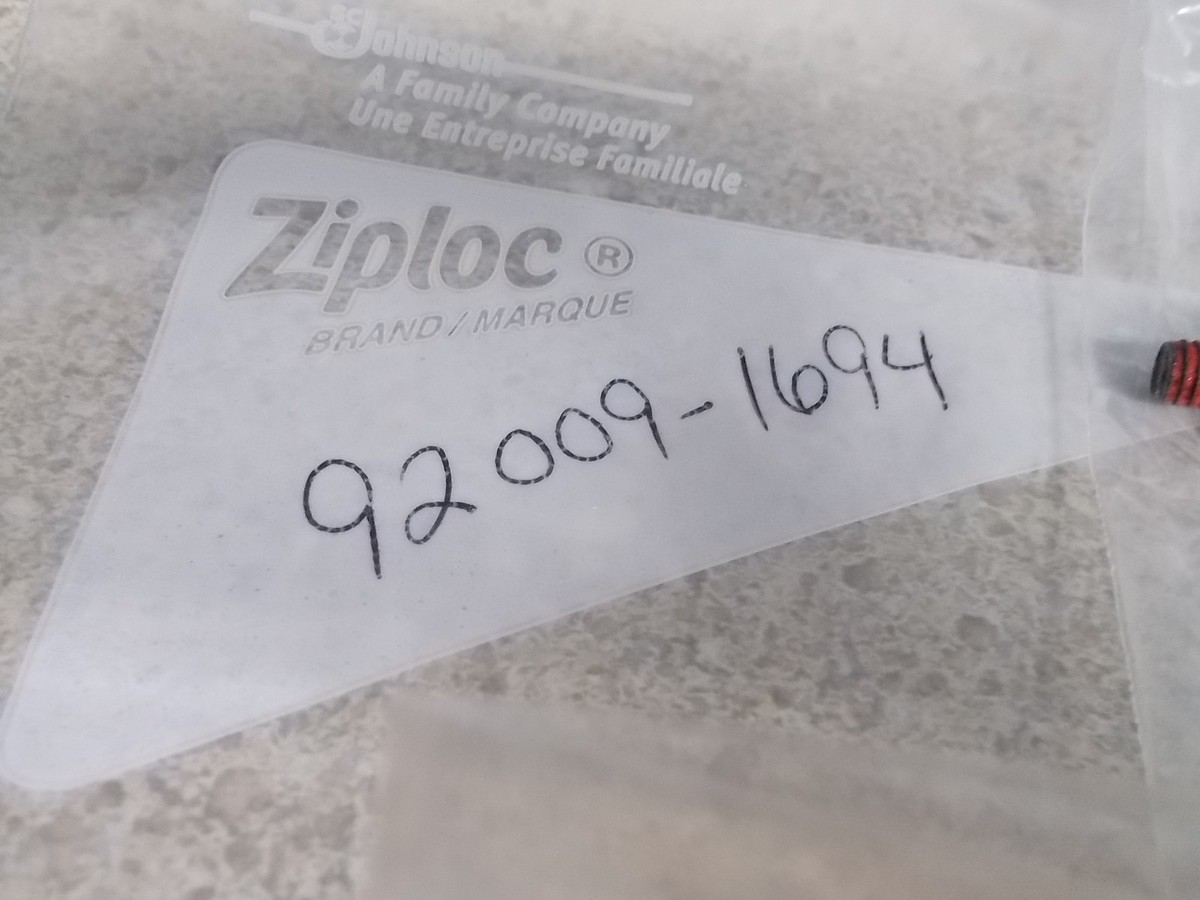 SC Johnson
A Family Company
Une Entreprise Familiale
Ziploc ®
BRAND/MARQUE
92009-1694